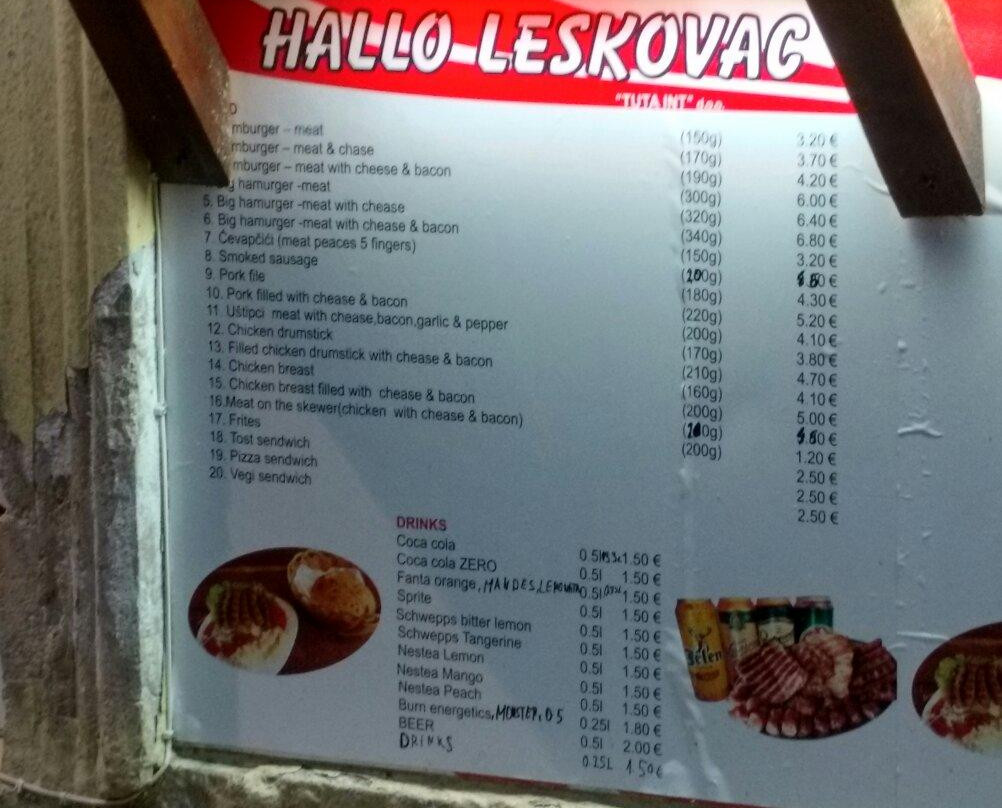 HALLO LESKOVAC
"TUTA INT" d.o.o.
mburger – meat (150g) 3.20 €
mburger – meat & chase (170g) 3.70 €
mburger – meat with cheese & bacon (190g) 4.20 €
g hamurger -meat (300g) 6.00 €
5. Big hamurger -meat with chease (320g) 6.40 €
6. Big hamurger -meat with chease & bacon (340g) 6.80 €
7. Ćevapčići (meat peaces 5 fingers) (150g) 3.20 €
8. Smoked sausage (200g) €
9. Pork file (180g) 4.30 €
10. Pork filled with chease & bacon (220g) 5.20 €
11. Uštipci meat with chease,bacon,garlic & pepper (200g) 4.10 €
12. Chicken drumstick (170g) 3.80 €
13. Filled chicken drumstick with chease & bacon (210g) 4.70 €
14. Chicken breast (160g) 4.10 €
15. Chicken breast filled with chease & bacon (200g) 5.00 €
16.Meat on the skewer(chicken with chease & bacon) €
17. Frites (200g) 1.20 €
18. Tost sendwich 2.50 €
19. Pizza sendwich 2.50 €
20. Vegi sendwich 2.50 €
DRINKS
Coca cola 0.5l 1.50 €
Coca cola ZERO 0.5l 1.50 €
Fanta orange, 0.5l 1.50 €
Sprite 0.5l 1.50 €
Schwepps bitter lemon 0.5l 1.50 €
Schwepps Tangerine 0.5l 1.50 €
Nestea Lemon 0.5l 1.50 €
Nestea Mango 0.5l 1.50 €
Nestea Peach 0.5l 1.50 €
Burn energetics, 0.25l 1.80 €
BEER 0.5l 2.00 €
DRINKS 0.25L 1.50€